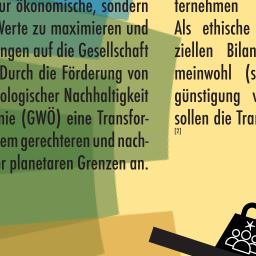 ur ökonomische, sondern
Werte zu maximieren und
ngen auf die Gesellschaft
Durch die Förderung von
ologischer Nachhaltigkeit
nie (GWÖ) eine Transfor-
em gerechteren und nach-
er planetaren Grenzen an.
ternehmen
Als ethische
ziellen Bilan
meinwohl (s
günstigung v
sollen die Tra
[2]